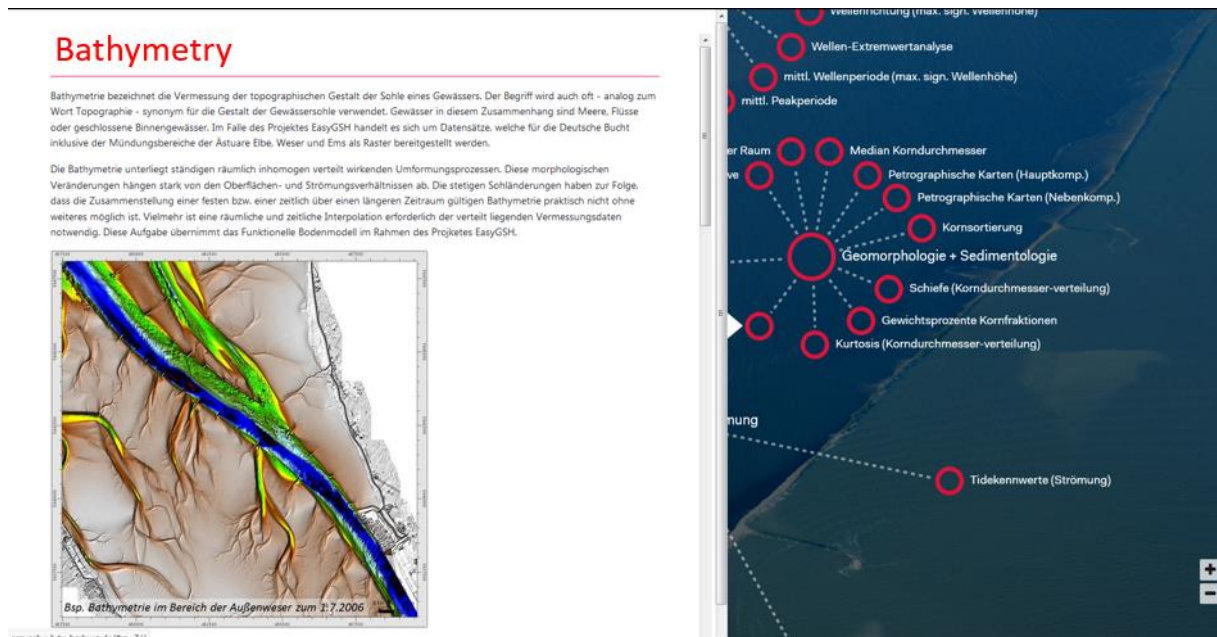 Bathymetry
Bathymetrie bezeichnet die Vermessung der topographischen Gestalt der Sohle eines Gewässers. Der Begriff wird auch oft - analog zum
Wort Topographie - synonym für die Gestalt der Gewässersohle verwendet. Gewässer in diesem Zusammenhang sind Meere, Flüsse
oder geschlossene Binnengewässer. Im Falle des Projektes EasyGSH handelt es sich um Datensätze, welche für die Deutsche Bucht
inklusive der Mündungsbereiche der Ästuare Elbe, Weser und Ems als Raster bereitgestellt werden.
Die Bathymetrie unterliegt ständigen räumlich inhomogen verteilt wirkenden Umformungsprozessen. Diese morphologischen
Veränderungen hängen stark von den Oberflächen- und Strömungsverhältnissen ab. Die stetigen Sohländerungen haben zur Folge,
dass die Zusammenstellung einer festen bzw. einer zeitlich über einen längeren Zeitraum gültigen Bathymetrie praktisch nicht ohne
weiteres möglich ist. Vielmehr ist eine räumliche und zeitliche Interpolation erforderlich der verteilt liegenden Vermessungsdaten
notwendig. Diese Aufgabe übernimmt das Funktionelle Bodenmodell im Rahmen des Projketes EasyGSH.
Bsp. Bathymetrie im Bereich der Außenweser zum 1.7.2006
Wellenrichtung (max. sign. Wellenhöhe)
Wellen-Extremwertanalyse
mittl. Wellenperiode (max. sign. Wellenhöhe)
mittl. Peakperiode
er Raum
Median Korndurchmesser
ve
Petrographische Karten (Hauptkomp.)
Petrographische Karten (Nebenkomp.)
Kornsortierung
Geomorphologie + Sedimentologie
Schiefe (Korndurchmesser-verteilung)
Gewichtsprozente Kornfraktionen
Kurtosis (Korndurchmesser-verteilung)
mung
Tidekennwerte (Strömung)
+
−